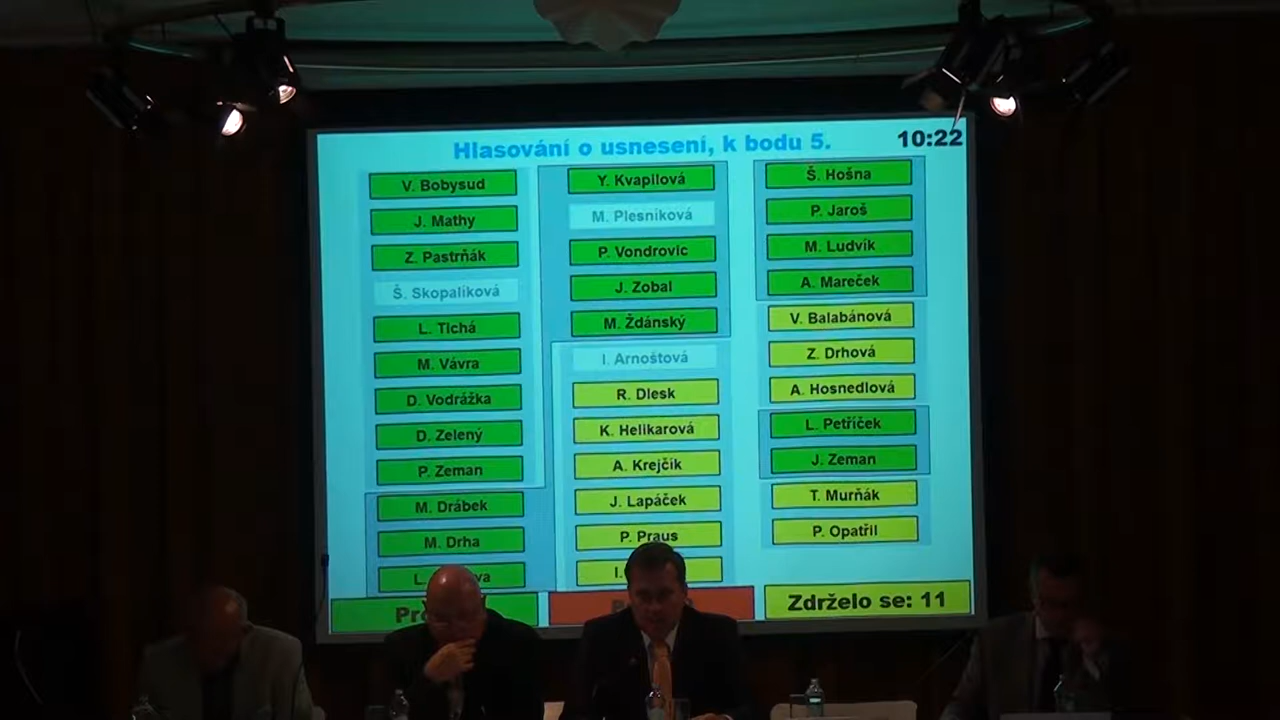 Hlasování o usnesení, k bodu 5.
10:22
V. Bobysud
J. Mathy
Z. Pastrňák
Š. Skopalíková
L. Tichá
M. Vávra
D. Vodrážka
D. Zelený
P. Zeman
M. Drábek
M. Drha
L.
Y. Kvapilová
M. Plesníková
P. Vondrovic
J. Zobal
M. Ždánský
I. Arnoštová
R. Dlesk
K. Helikarová
A. Krejčík
J. Lapáček
P. Praus
I.
Š. Hošna
P. Jaroš
M. Ludvík
A. Mareček
V. Balabánová
Z. Drhová
A. Hosnedlová
L. Petříček
J. Zeman
T. Murňák
P. Opatřil
Zdrželo se: 11